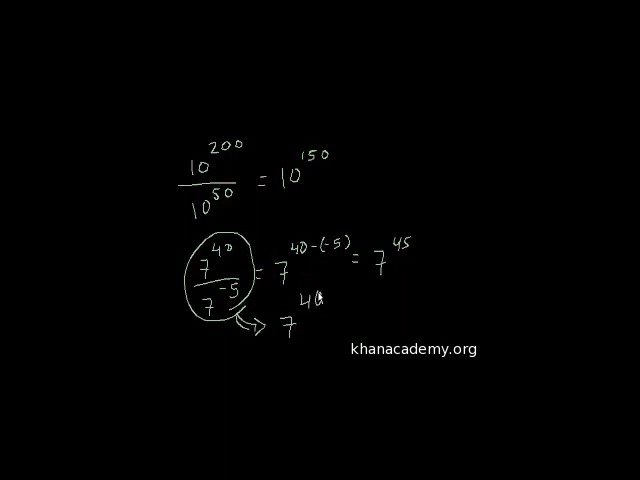 10^200 / 10^50 = 10^150
7^40 / 7^-5 = 7^40-(-5) = 7^45
7^40
khanacademy.org